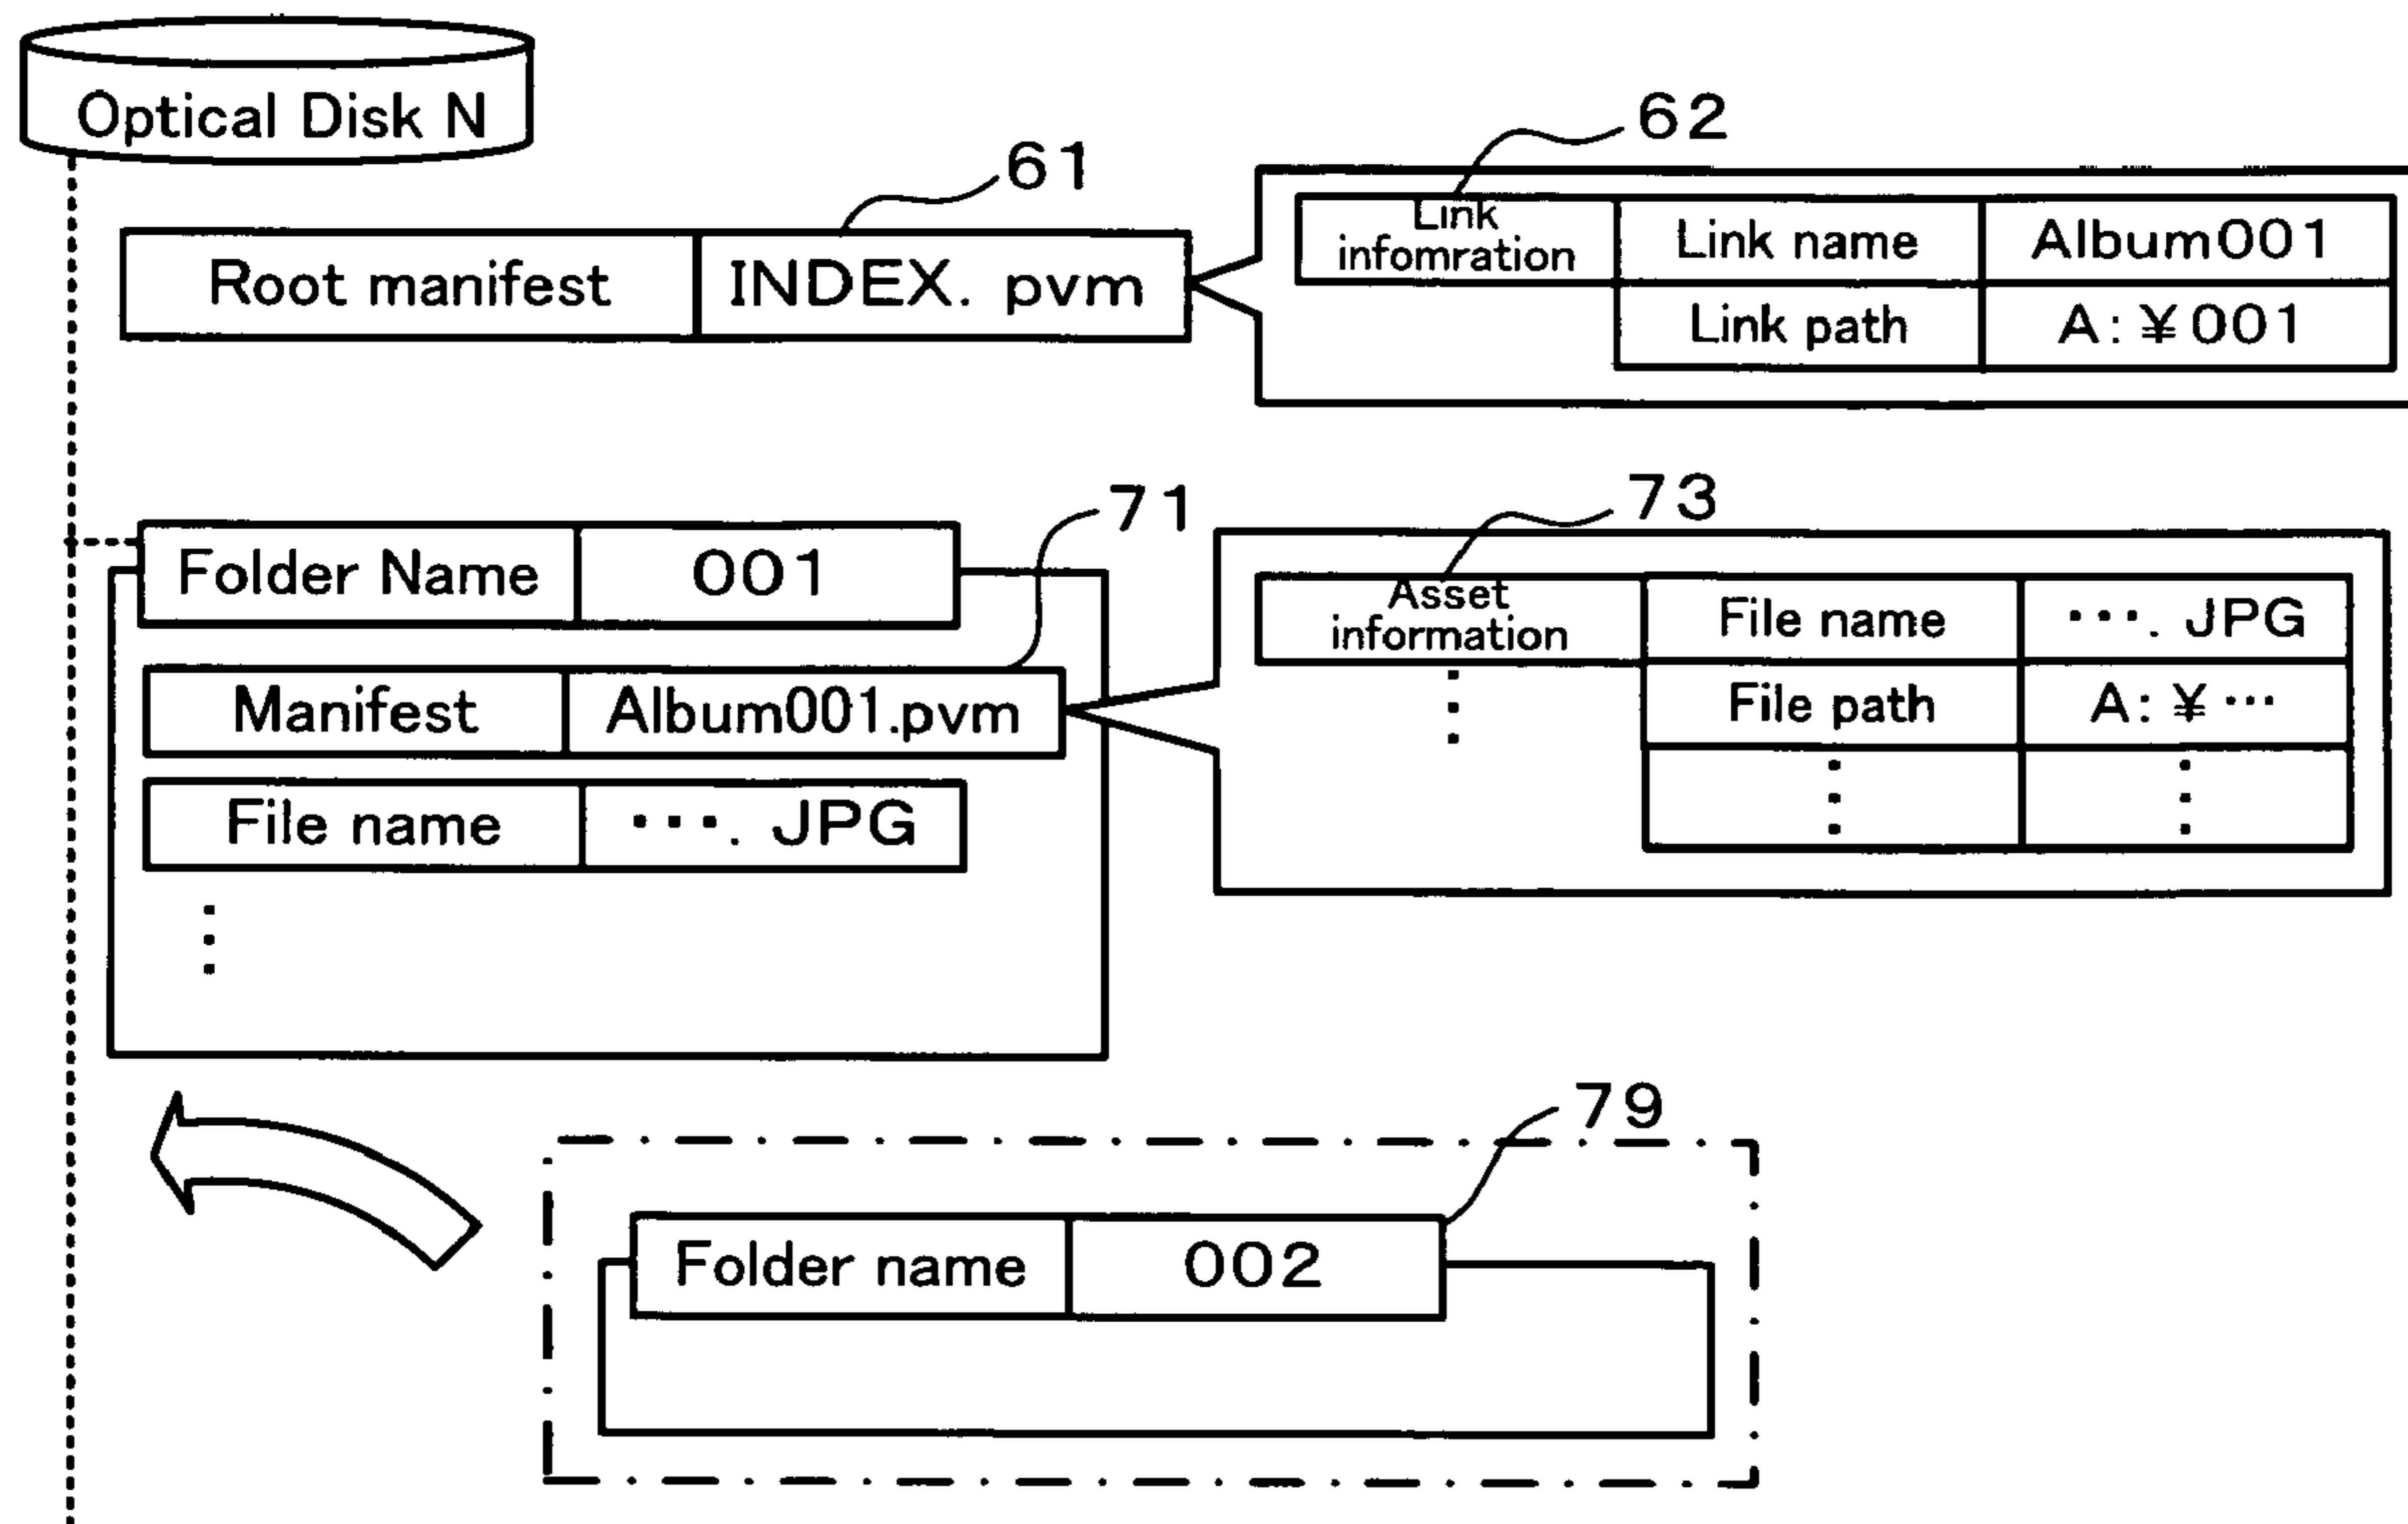 Optical Disk N
61
62
Root manifest INDEX. pvm
Link
infomration
Link name Album001
Link path A:¥001
71
73
Folder Name 001
Manifest Album001.pvm
File name ···. JPG
Asset
information
File name ···. JPG
File path A:¥···
79
Folder name 002